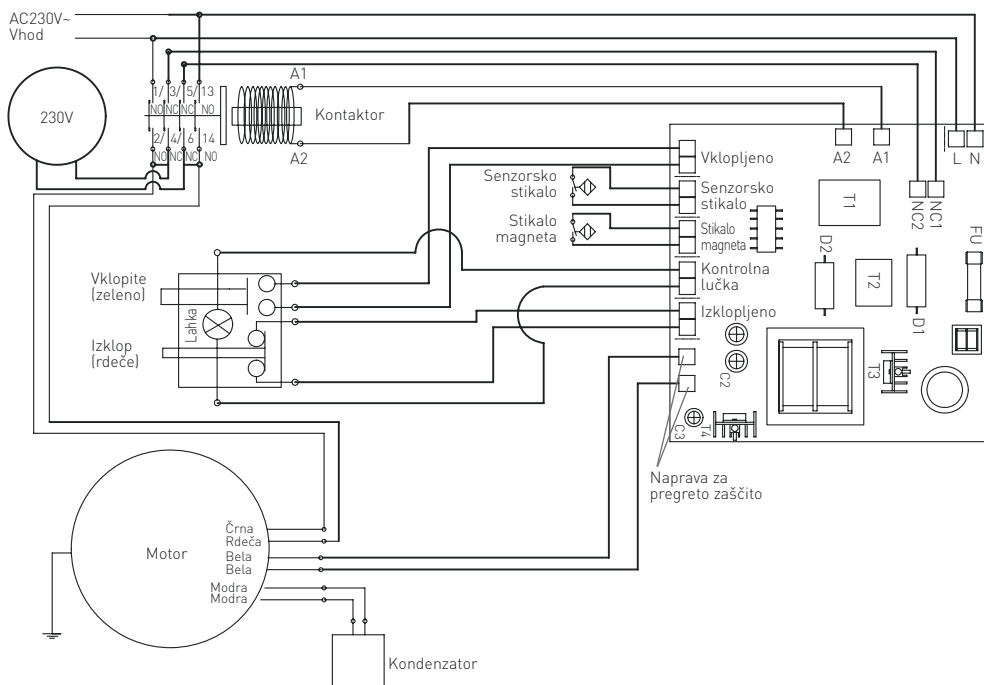 AC230V~
Vhod
230V
1/ 3/ 5/ 13
NO NC NC NO
2/ 4/ 6 14
NO NC NC NO
A1
Kontaktor
A2
A2 A1
L N
Vklopljeno
Senzorsko
stikalo
Senzorsko
stikalo
Stikalo
magneta
Stikalo
magneta
Kontrolna
lučka
Izklopljeno
T1
NC2
NC1
D2
T2
D1
FU
C2
T3
C3
T4
Vklopite
(zeleno)
Lahka
Izklop
(rdeče)
Naprava za
pregreto zaščito
Motor
Črna
Rdeča
Bela
Bela
Modra
Modra
Kondenzator